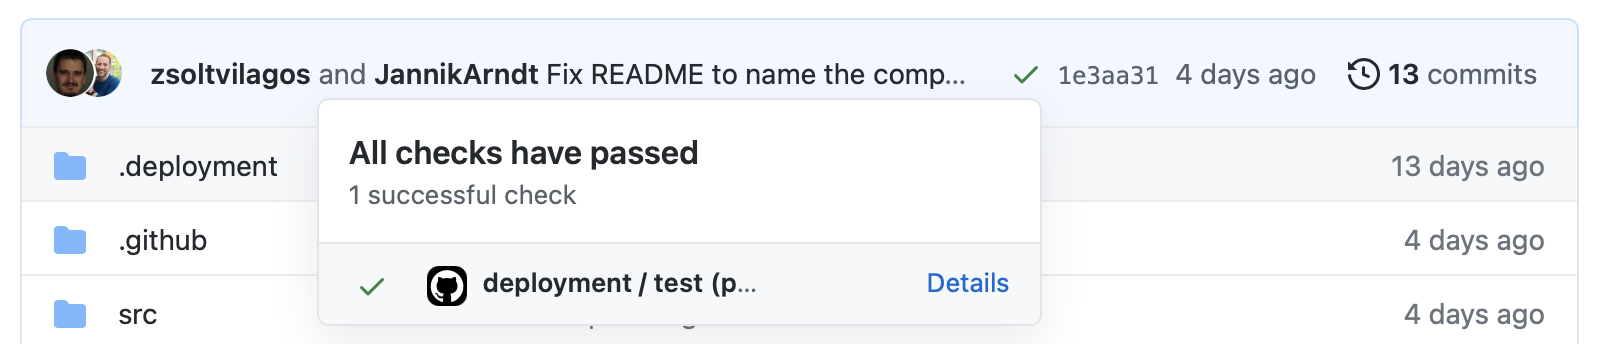 zsoltvilagos and JannikArndt Fix README to name the comp... 1e3aa31 4 days ago 13 commits
All checks have passed
.deployment 13 days ago
1 successful check
.github 4 days ago
deployment / test (p... Details
src 4 days ago